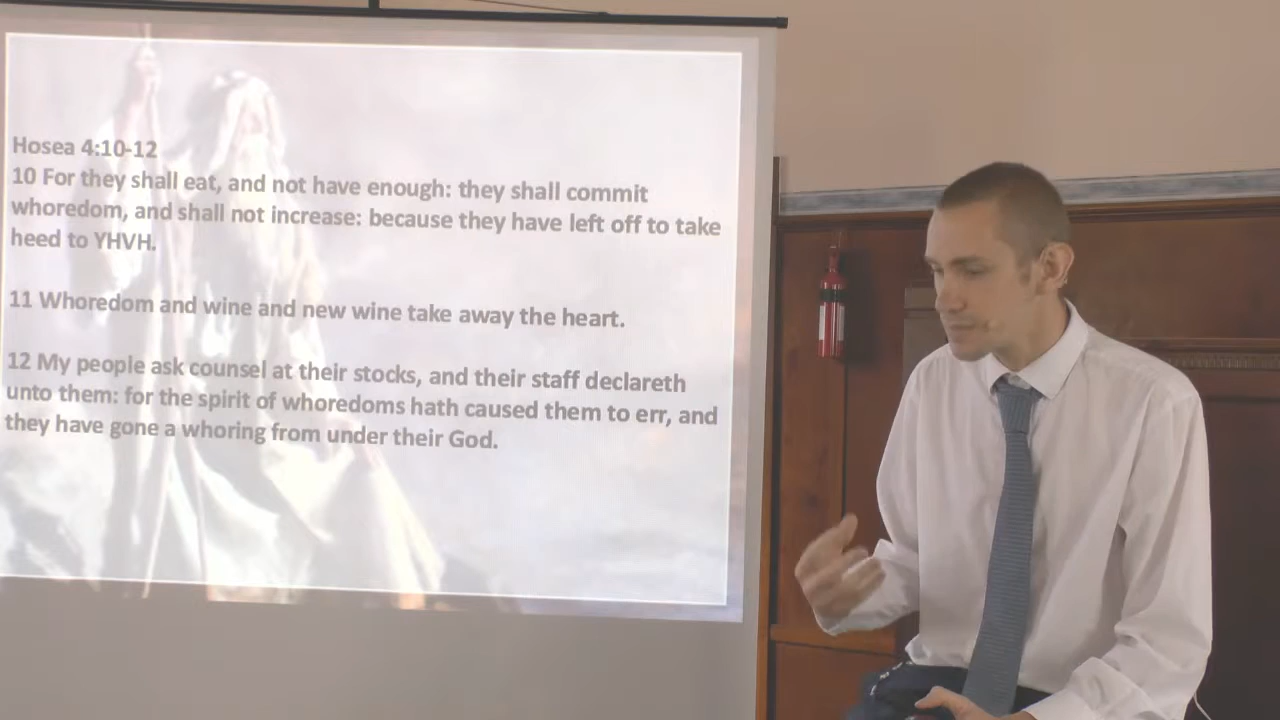 Hosea 4:10-12
10 For they shall eat, and not have enough: they shall commit
whoredom, and shall not increase: because they have left off to take
heed to YHVH.
11 Whoredom and wine and new wine take away the heart.
12 My people ask counsel at their stocks, and their staff declareth
unto them: for the spirit of whoredoms hath caused them to err, and
they have gone a whoring from under their God.